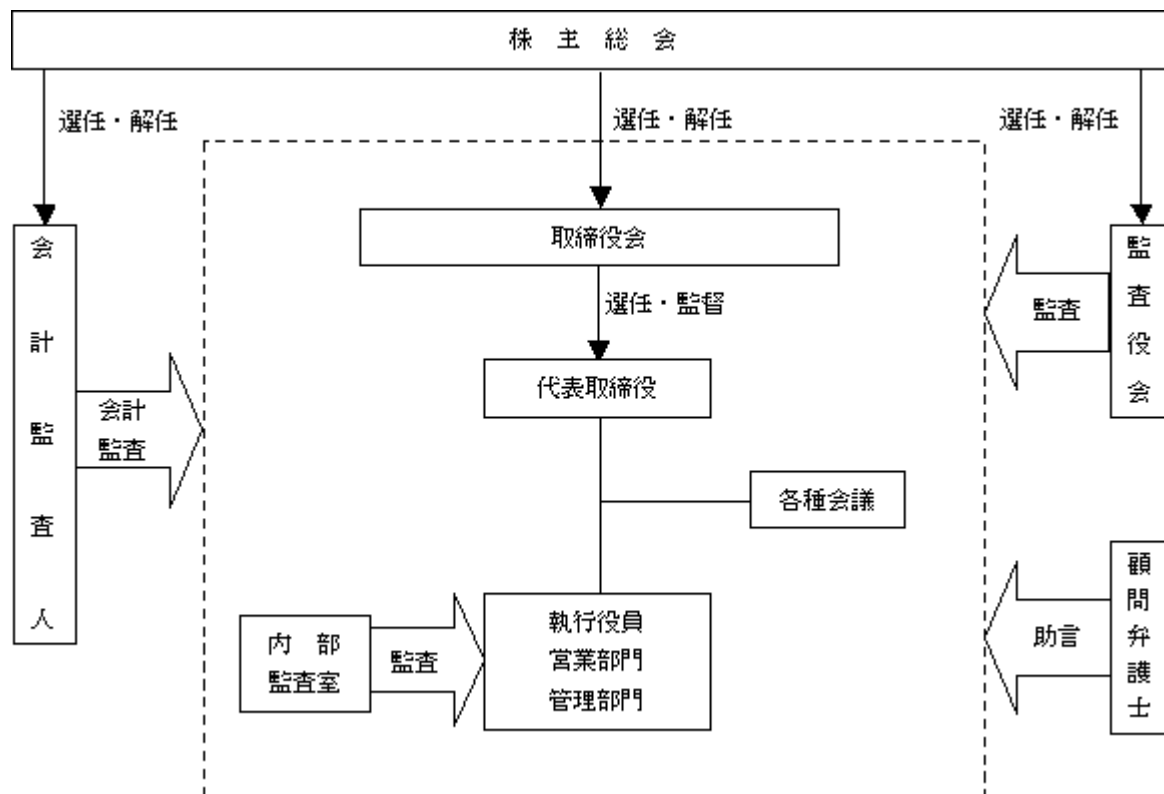 株主総会
選任・解任
選任・解任
選任・解任
取締役会
選任・監督
代表取締役
各種会議
会計監査人
会計
監査
監査役会
監査
内部
監査室
監査
執行役員
営業部門
管理部門
顧問弁護士
助言